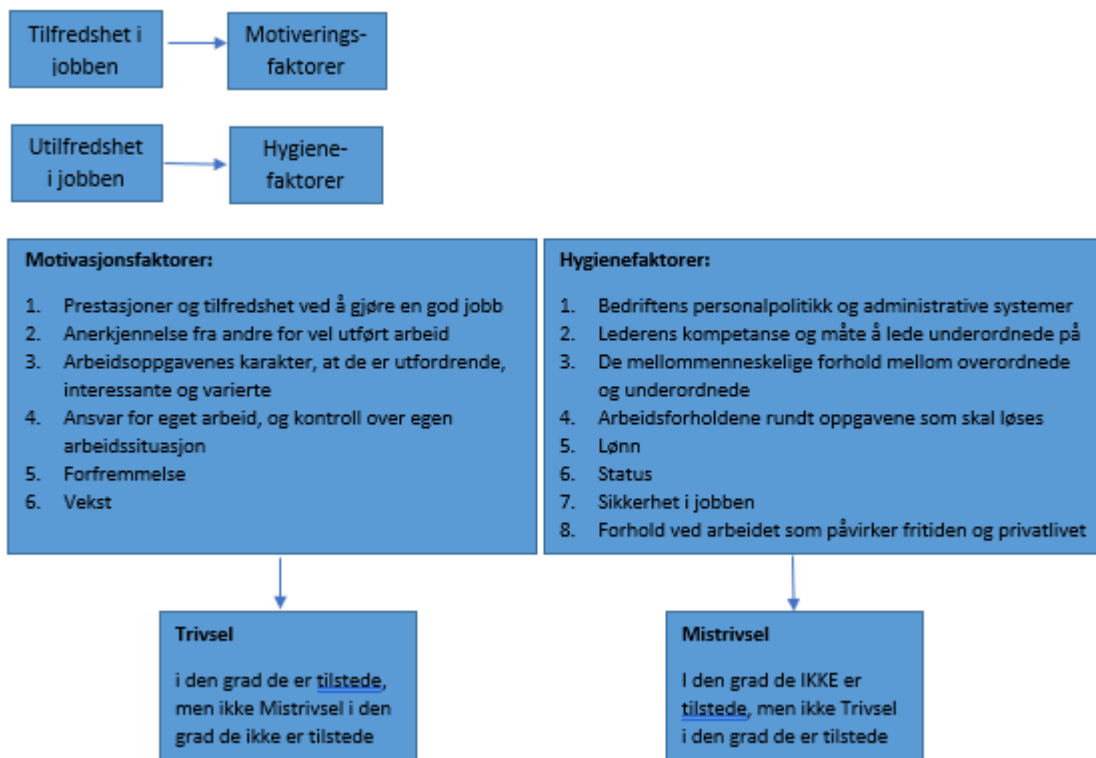 Tilfredshet i
jobben
Motiverings-
faktorer
Utilfredshet
i jobben
Hygiene-
faktorer
Motivasjonsfaktorer:
1. Prestasjoner og tilfredshet ved å gjøre en god jobb
2. Anerkjennelse fra andre for vel utført arbeid
3. Arbeidsoppgavenes karakter, at de er utfordrende,
interessante og varierte
4. Ansvar for eget arbeid, og kontroll over egen
arbeidssituasjon
5. Forfremmelse
6. Vekst
Hygienefaktorer:
1. Bedriftens personalpolitikk og administrative systemer
2. Lederens kompetanse og måte å lede underordnede på
3. De mellommenneskelige forhold mellom overordnede
og underordnede
4. Arbeidsforholdene rundt oppgavene som skal løses
5. Lønn
6. Status
7. Sikkerhet i jobben
8. Forhold ved arbeidet som påvirker fritiden og privatlivet
Trivsel
i den grad de er tilstede,
men ikke Mistrivsel i den
grad de ikke er tilstede
Mistrivsel
I den grad de IKKE er
tilstede, men ikke Trivsel
i den grad de er tilstede